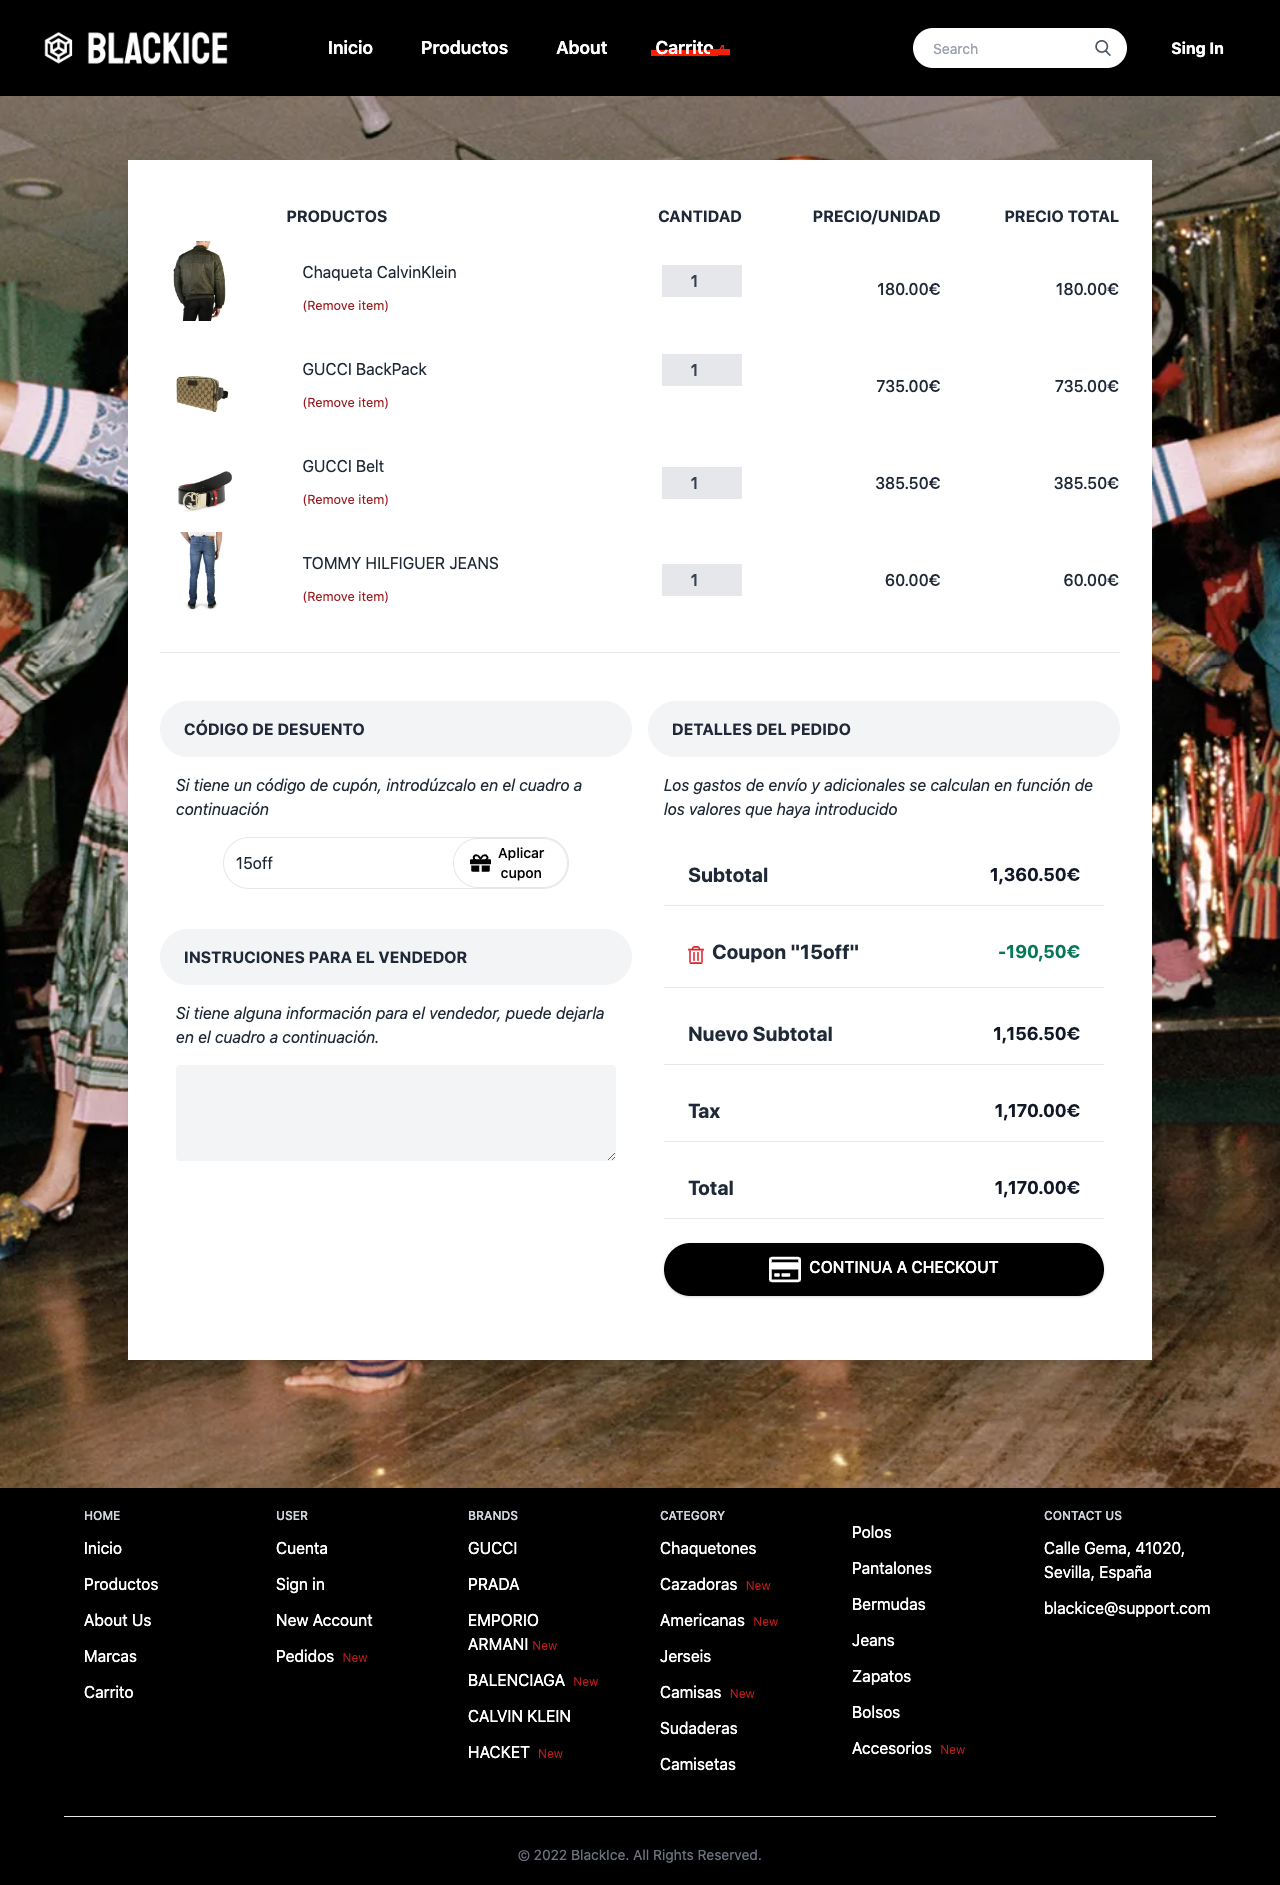 BLACKICE
Inicio
Productos
About
Carrito
Search
Sing In
PRODUCTOS
CANTIDAD
PRECIO/UNIDAD
PRECIO TOTAL
Chaqueta CalvinKlein
(Remove item)
1
180.00€
180.00€
GUCCI BackPack
(Remove item)
1
735.00€
735.00€
GUCCI Belt
(Remove item)
1
385.50€
385.50€
TOMMY HILFIGUER JEANS
(Remove item)
1
60.00€
60.00€
CÓDIGO DE DESUENTO
Si tiene un código de cupón, introdúzcalo en el cuadro a
continuación
15off
Aplicar
cupon
INSTRUCIONES PARA EL VENDEDOR
Si tiene alguna información para el vendedor, puede dejarla
en el cuadro a continuación.
DETALLES DEL PEDIDO
Los gastos de envío y adicionales se calculan en función de
los valores que haya introducido
Subtotal
1,360.50€
Coupon "15off"
-190,50€
Nuevo Subtotal
1,156.50€
Tax
1,170.00€
Total
1,170.00€
CONTINUA A CHECKOUT
HOME
Inicio
Productos
About Us
Marcas
Carrito
USER
Cuenta
Sign in
New Account
Pedidos New
BRANDS
GUCCI
PRADA
EMPORIO
ARMANI New
BALENCIAGA New
CALVIN KLEIN
HACKET New
CATEGORY
Chaquetones
Cazadoras New
Americanas New
Jerseis
Camisas New
Sudaderas
Camisetas
Polos
Pantalones
Bermudas
Jeans
Zapatos
Bolsos
Accesorios New
CONTACT US
Calle Gema, 41020,
Sevilla, España
blackice@support.com
© 2022 BlackIce. All Rights Reserved.